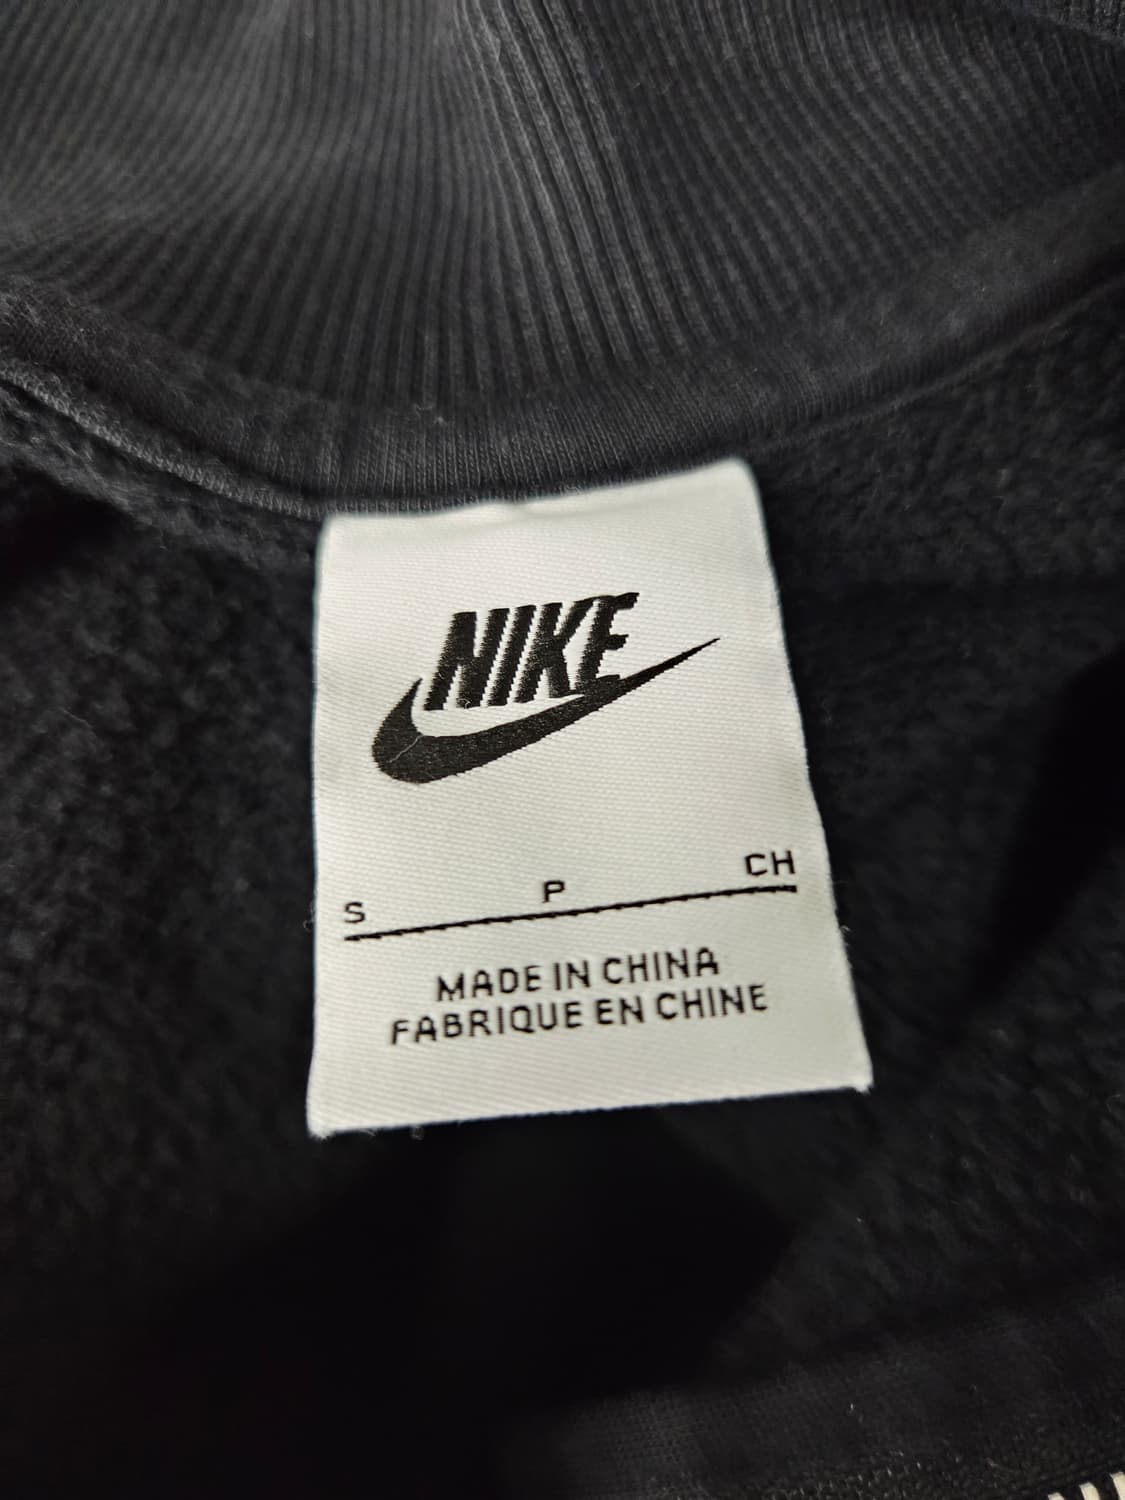 NIKE
S P CH
MADE IN CHINA
FABRIQUE EN CHINE